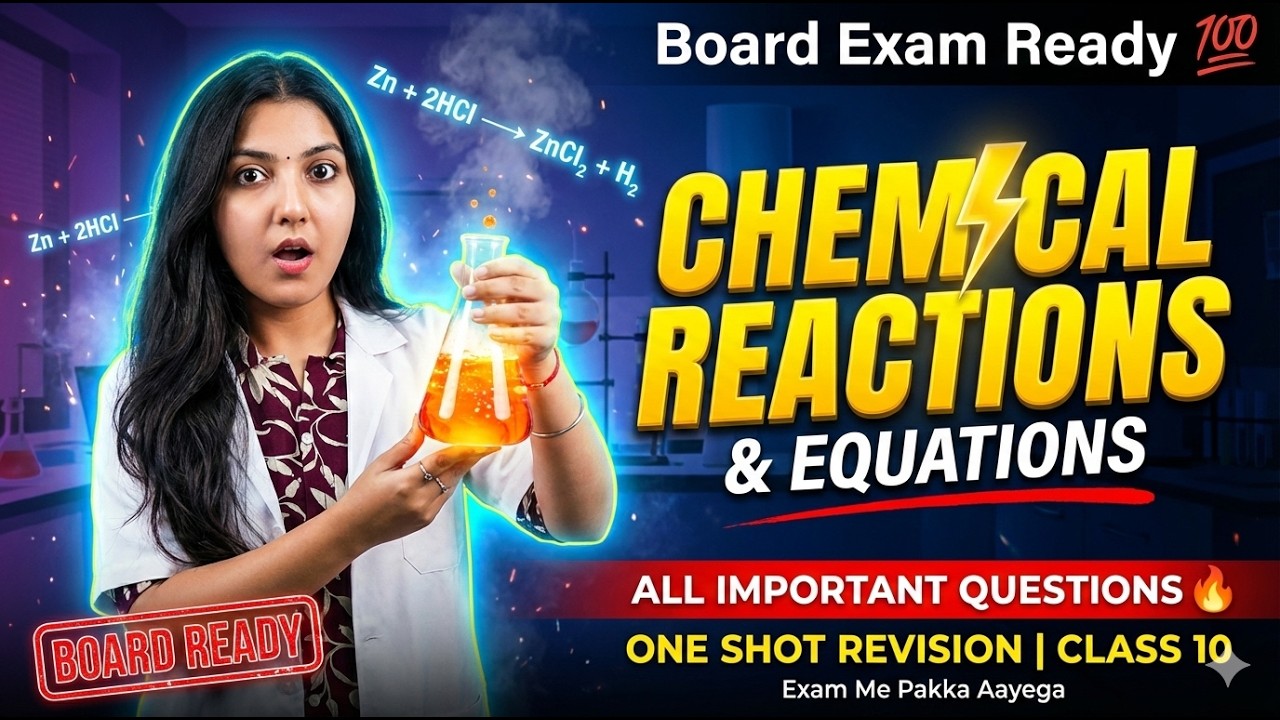 Board Exam Ready 💯
Zn + 2HCl → ZnCl₂ + H₂
Zn + 2HCl
CHEMICAL
REACTIONS
& EQUATIONS
ALL IMPORTANT QUESTIONS 🔥
ONE SHOT REVISION | CLASS 10
Exam Me Pakka Aayega
BOARD READY